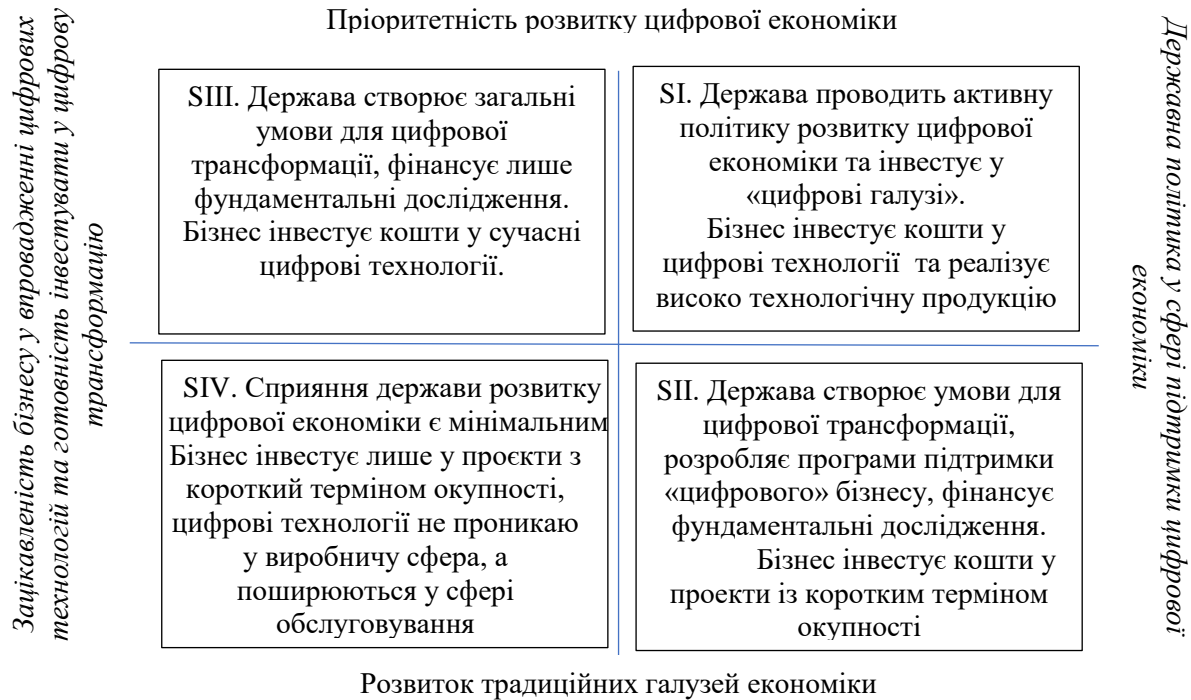 Пріоритетність розвитку цифрової економіки
Зацікавленість бізнесу у впровадженні цифрових
технологій та готовність інвестувати у цифрову
трансформацію
SIII. Держава створює загальні
умови для цифрової
трансформації, фінансує лише
фундаментальні дослідження.
Бізнес інвестує кошти у сучасні
цифрові технології.
SI. Держава проводить активну
політику розвитку цифрової
економіки та інвестує у
«цифрові галузі».
Бізнес інвестує кошти у
цифрові технології та реалізує
високо технологічну продукцію
Державна політика у сфері підтримки цифрової
економіки
SIV. Сприяння держави розвитку
цифрової економіки є мінімальним
Бізнес інвестує лише у проєкти з
короткий терміном окупності,
цифрові технології не проникаю
у виробничу сфера, а
поширюються у сфері
обслуговування
SII. Держава створює умови для
цифрової трансформації,
розробляє програми підтримки
«цифрового» бізнесу, фінансує
фундаментальні дослідження.
Бізнес інвестує кошти у
проекти із коротким терміном
окупності
Розвиток традиційних галузей економіки